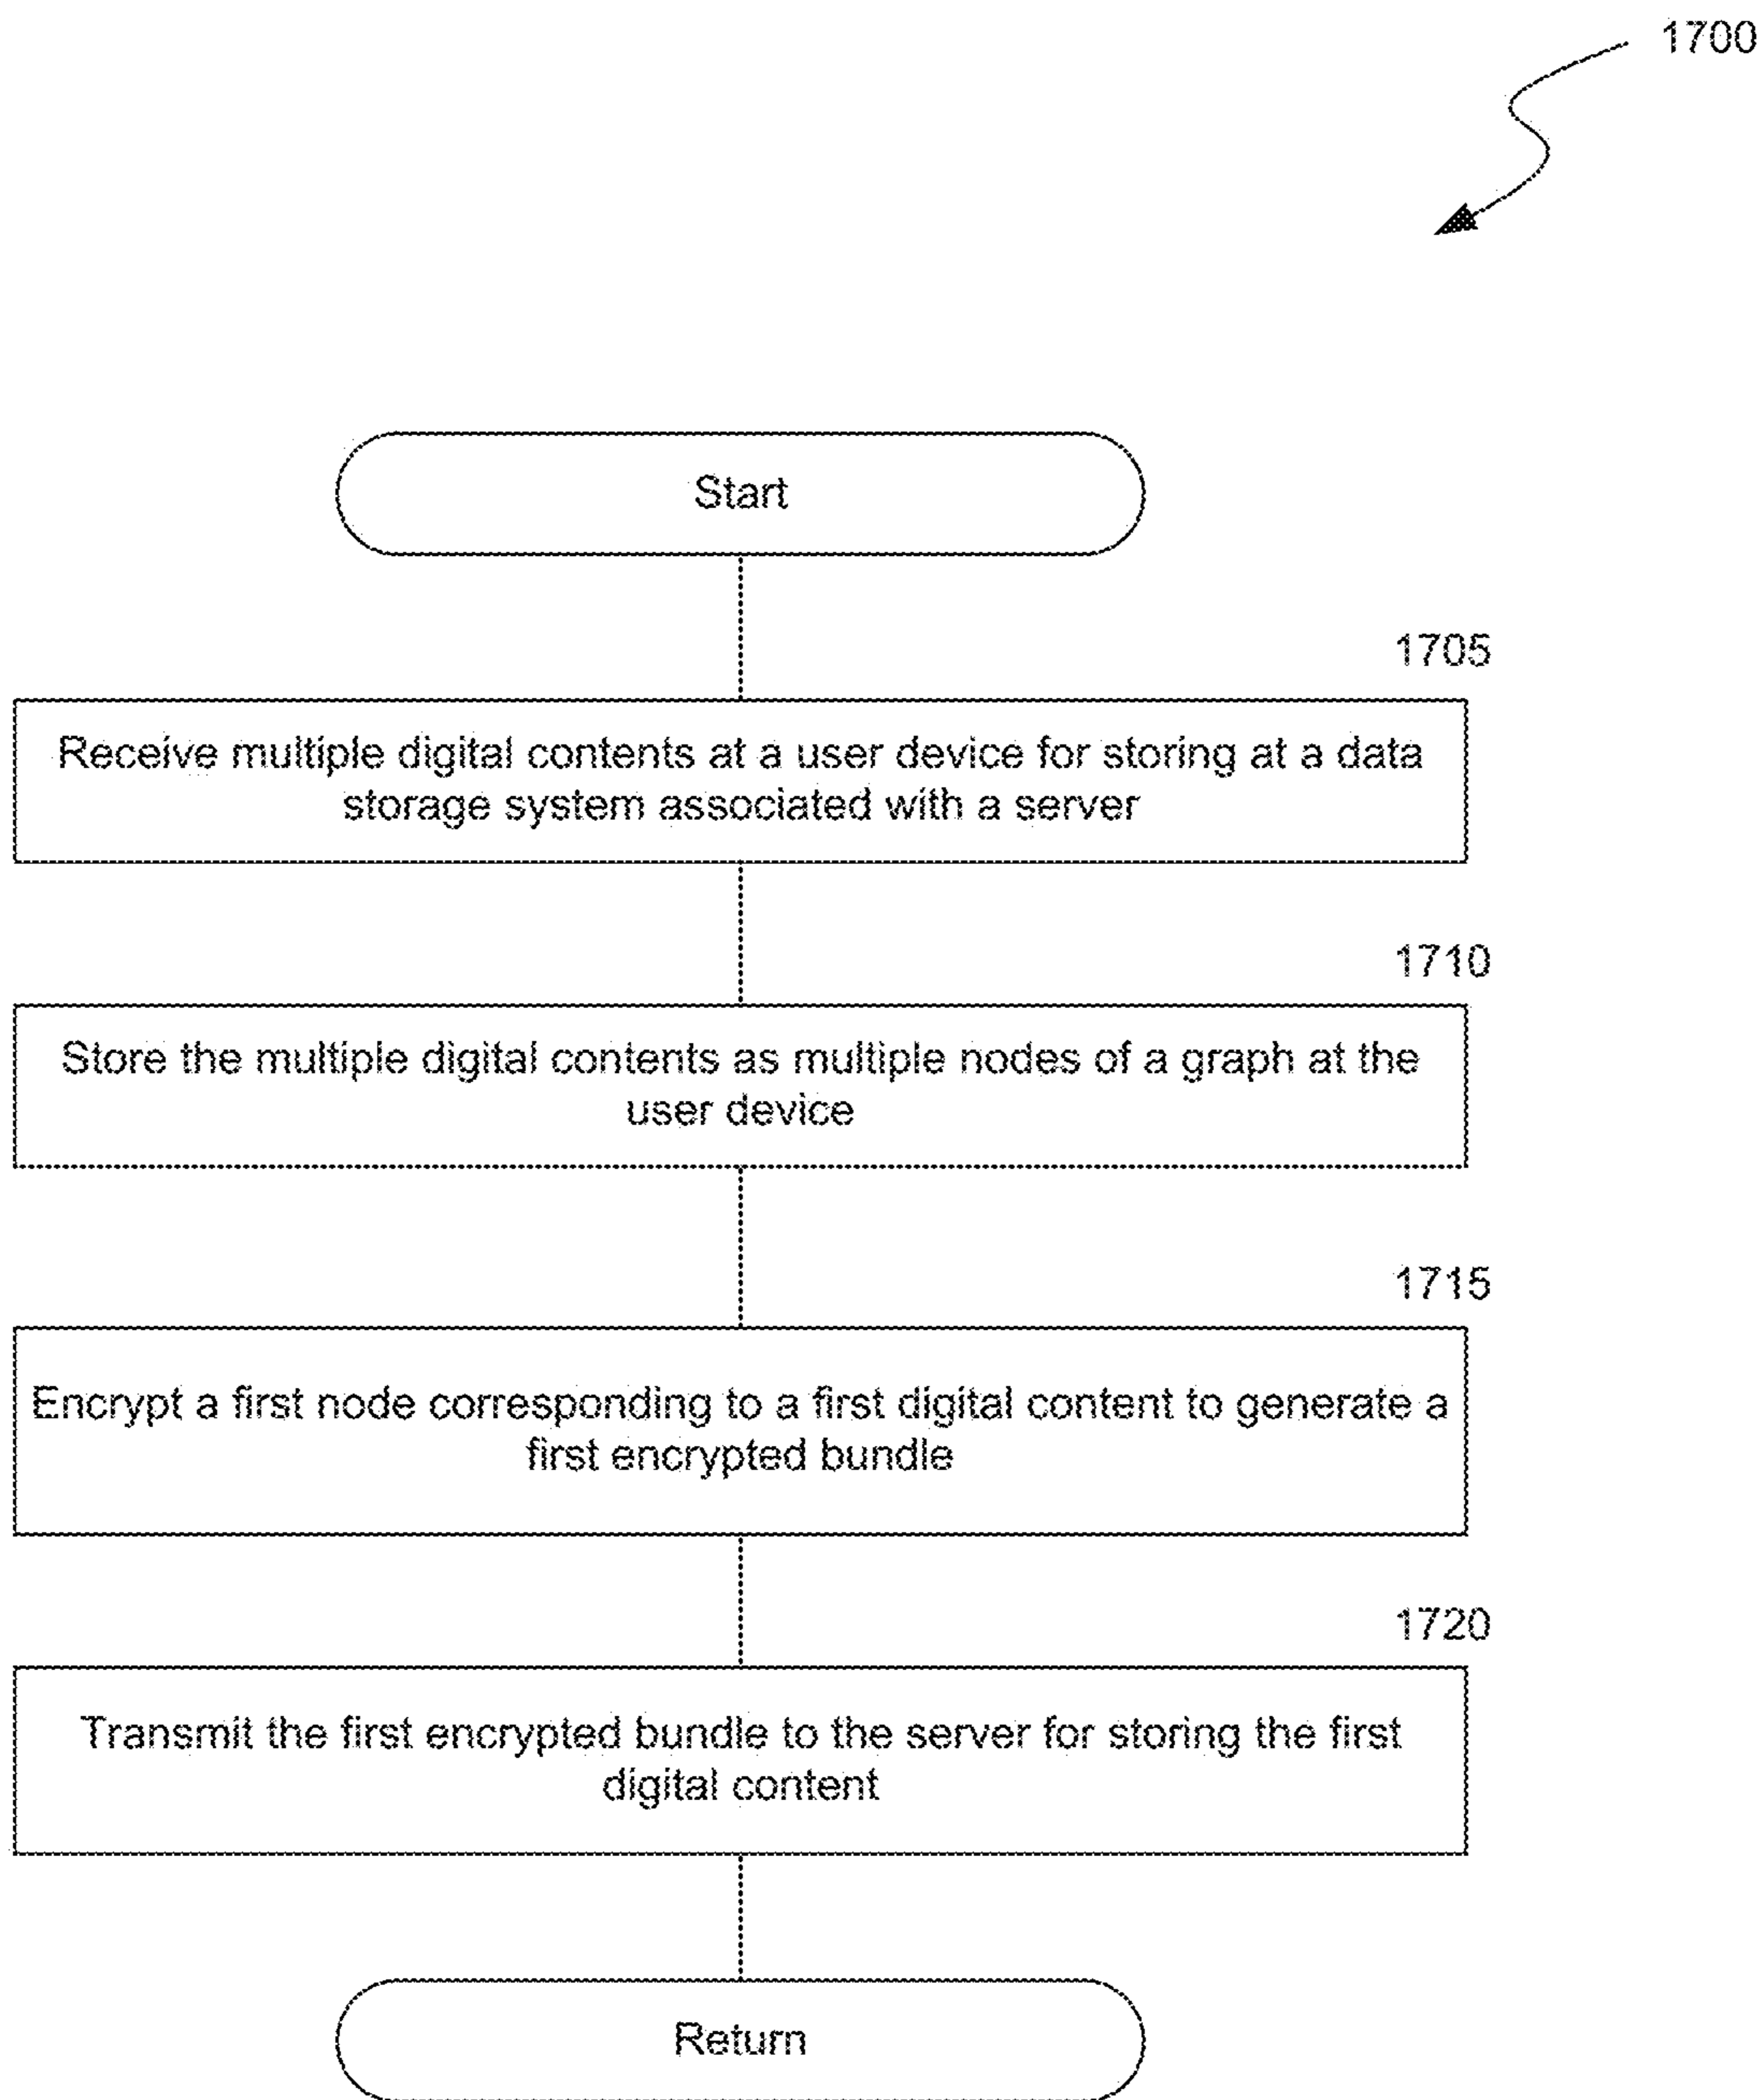 1700
Start
1705
Receive multiple digital contents at a user device for storing at a data
storage system associated with a server
1710
Store the multiple digital contents as multiple nodes of a graph at the
user device
1715
Encrypt a first node corresponding to a first digital content to generate a
first encrypted bundle
1720
Transmit the first encrypted bundle to the server for storing the first
digital content
Return